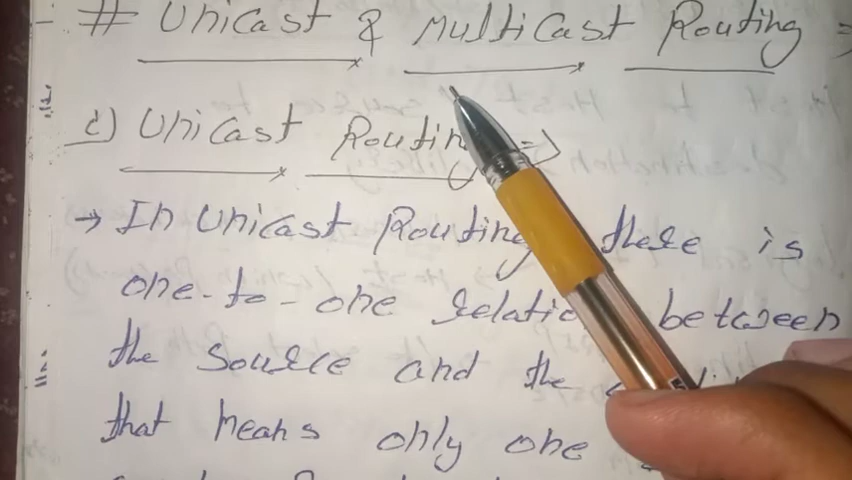 # Unicast & Multicast Routing ⇒
i) Unicast Routing ⇒
→ In Unicast Routing there is
one-to-one relation between
the source and the
that means only one